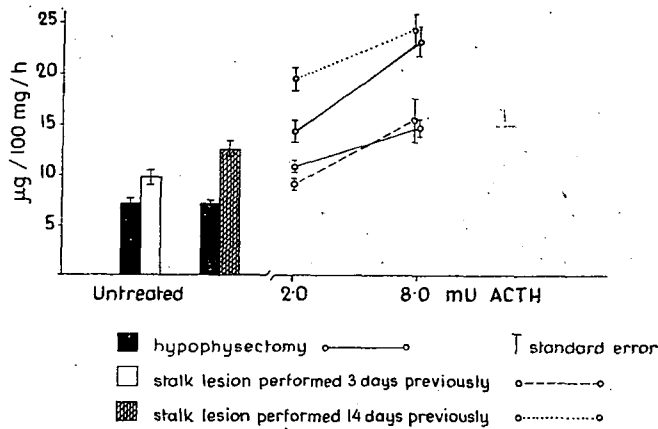 25
20
15
10
5
µg / 100 mg / h
Untreated 2·0 8·0 mU ACTH
hypophysectomy
standard error
stalk lesion performed 3 days previously
stalk lesion performed 14 days previously